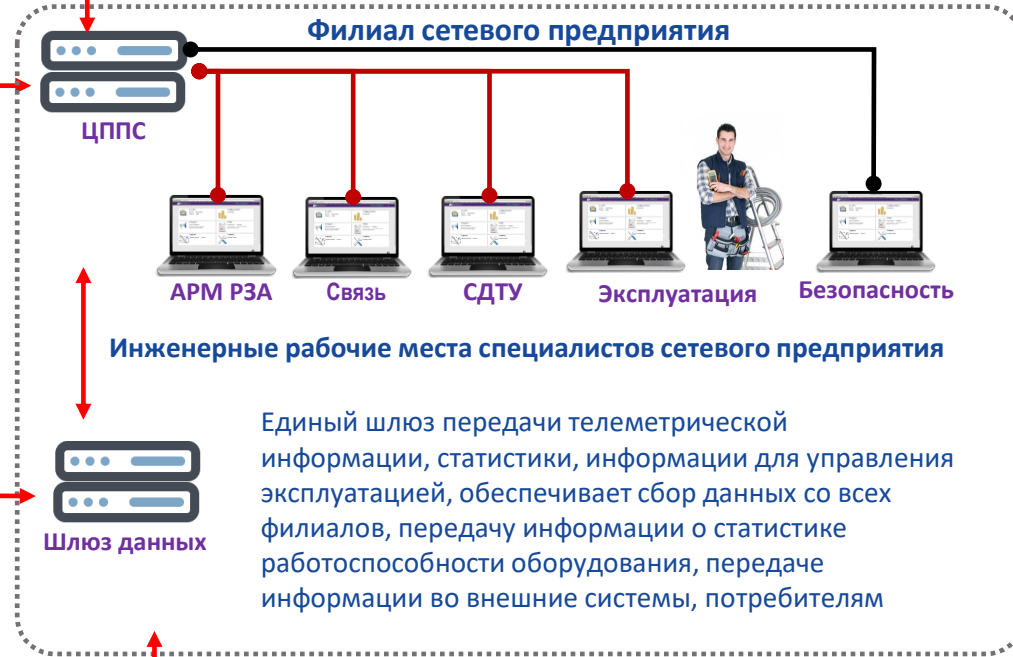 Филиал сетевого предприятия
ЦППС
АРМ РЗА
Связь
СДТУ
Эксплуатация
Безопасность
Инженерные рабочие места специалистов сетевого предприятия
Единый шлюз передачи телеметрической
информации, статистики, информации для управления
эксплуатацией, обеспечивает сбор данных со всех
филиалов, передачу информации о статистике
работоспособности оборудования, передаче
информации во внешние системы, потребителям
Шлюз данных